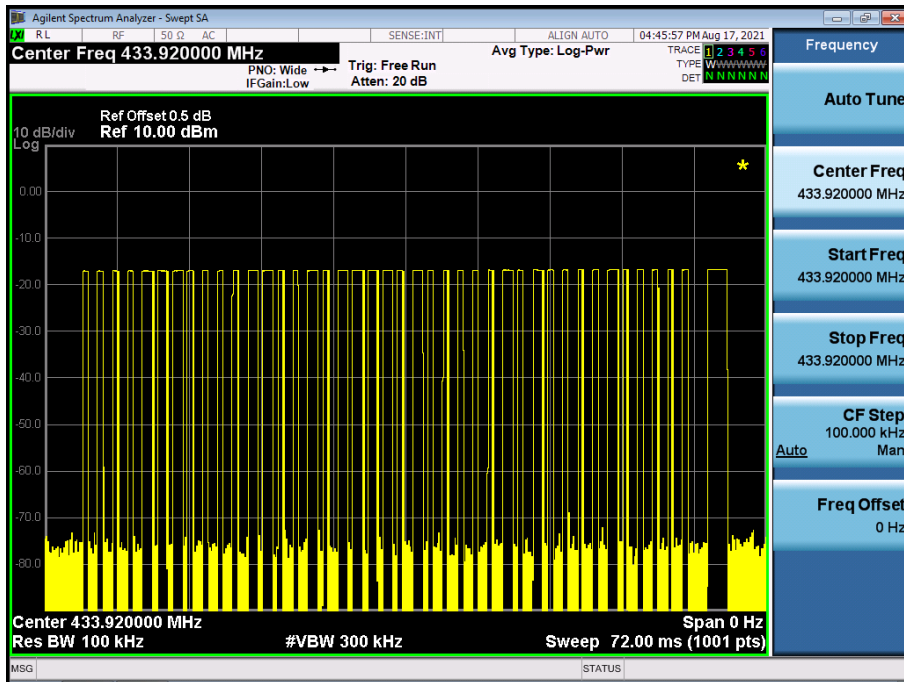 Agilent Spectrum Analyzer - Swept SA
LXI RL RF 50 Ω AC SENSE:INT ALIGN AUTO 04:45:57 PM Aug 17, 2021
Center Freq 433.920000 MHz
PNO: Wide
IFGain:Low
Trig: Free Run
Atten: 20 dB
Avg Type: Log-Pwr
TRACE 1 2 3 4 5 6
TYPE WWWWWW
DET N N N N N N
Ref Offset 0.5 dB
10 dB/div Ref 10.00 dBm
Log
0.00
-10.0
-20.0
-30.0
-40.0
-50.0
-60.0
-70.0
-80.0
Center 433.920000 MHz Span 0 Hz
Res BW 100 kHz #VBW 300 kHz Sweep 72.00 ms (1001 pts)
MSG STATUS
Frequency
Auto Tune
Center Freq
433.920000 MHz
Start Freq
433.920000 MHz
Stop Freq
433.920000 MHz
CF Step
100.000 kHz
Auto Man
Freq Offset
0 Hz